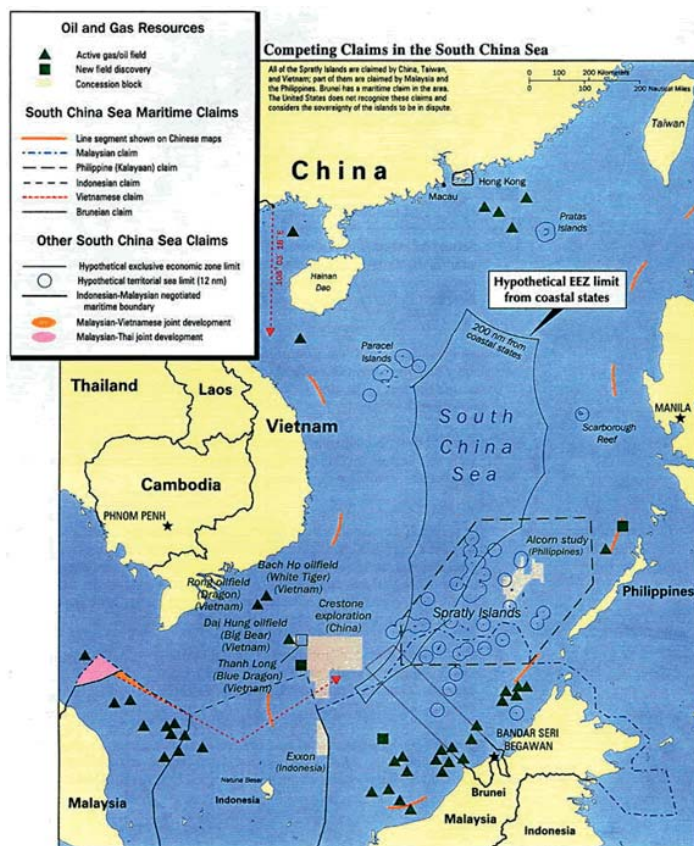 Oil and Gas Resources
Active gas/oil field
New field discovery
Concession block
South China Sea Maritime Claims
Line segment shown on Chinese maps
Malaysian claim
Philippine (Kalayaan) claim
Indonesian claim
Vietnamese claim
Bruneian claim
Other South China Sea Claims
Hypothetical exclusive economic zone limit
Hypothetical territorial sea limit (12 nm)
Indonesian-Malaysian negotiated
maritime boundary
Malaysian-Vietnamese joint development
Malaysian-Thai joint development
Competing Claims in the South China Sea
All of the Spratly Islands are claimed by China, Taiwan,
and Vietnam; part of them are claimed by Malaysia and
the Philippines. Brunei has a maritime claim in the area.
The United States does not recognize these claims and
considers the sovereignty of the islands to be in dispute.
0
200 Kilometers
0
200 Nautical Miles
Taiwan
China
Hong Kong
Macau
Pratas
Islands
Hainan
Dao
Hypothetical EEZ limit
from coastal states
200 nm from
coastal states
Paracel
Islands
Thailand
Laos
Vietnam
South
China
Sea
MANILA
Scarborough
Reef
Cambodia
PHNOM PENH
Alcorn study
(Philippines)
Bach Ho oilfield
(White Tiger)
(Vietnam)
Rong oilfield
(Dragon)
(Vietnam)
Crestone
exploration
(China)
Spratly Islands
Philippines
Dai Hung oilfield
(Big Bear)
(Vietnam)
Thanh Long
(Blue Dragon)
(Vietnam)
BANDAR SERI
BEGAWAN
Exxon
(Indonesia)
Natuna Besar
Malaysia
Indonesia
Brunei
Malaysia
Indonesia